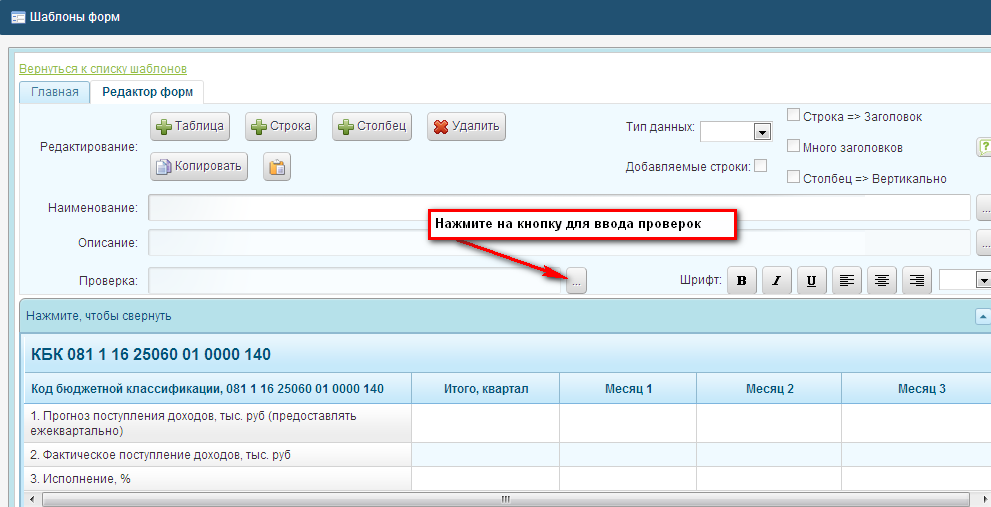 Шаблоны форм
Вернуться к списку шаблонов
Главная Редактор форм
Редактирование: Таблица Строка Столбец Удалить
Копировать
Тип данных:
Добавляемые строки:
Строка => Заголовок
Много заголовков
Столбец => Вертикально
?
Наименование: ...
Нажмите на кнопку для ввода проверок
Описание: ...
Проверка: ... Шрифт: B I U
Нажмите, чтобы свернуть
КБК 081 1 16 25060 01 0000 140
Код бюджетной классификации, 081 1 16 25060 01 0000 140 Итого, квартал Месяц 1 Месяц 2 Месяц 3
1. Прогноз поступления доходов, тыс. руб (предоставлять
ежеквартально)
2. Фактическое поступление доходов, тыс. руб
3. Исполнение, %